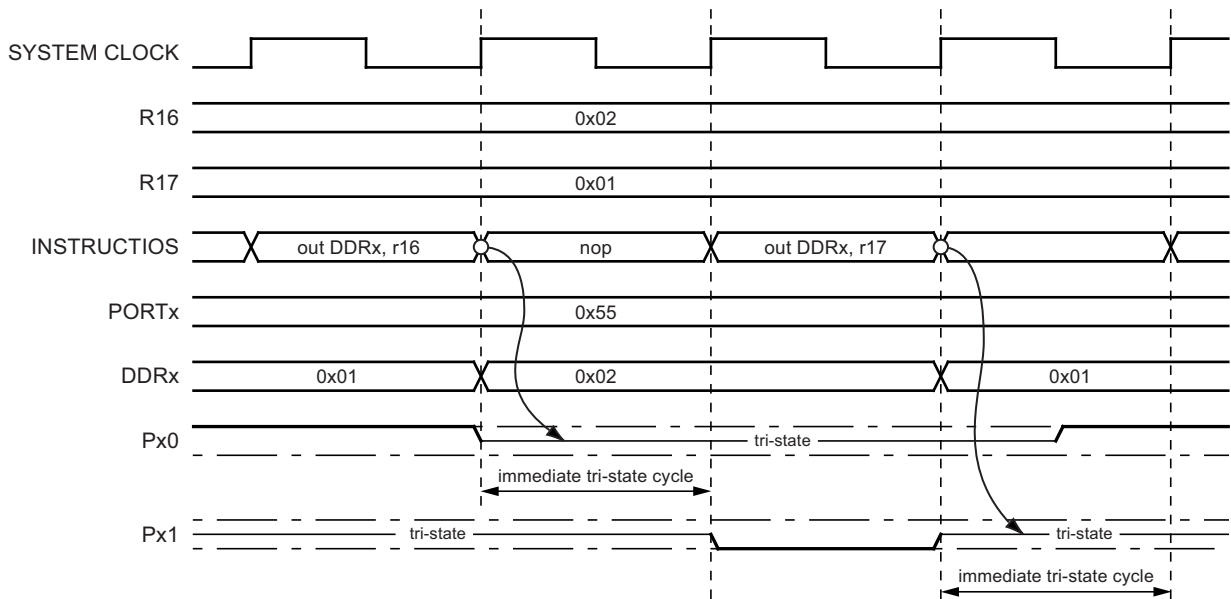 SYSTEM CLOCK
R16
0x02
R17
0x01
INSTRUCTIOS
out DDRx, r16
nop
out DDRx, r17
PORTx
0x55
DDRx
0x01
0x02
0x01
Px0
tri-state
immediate tri-state cycle
Px1
tri-state
tri-state
immediate tri-state cycle